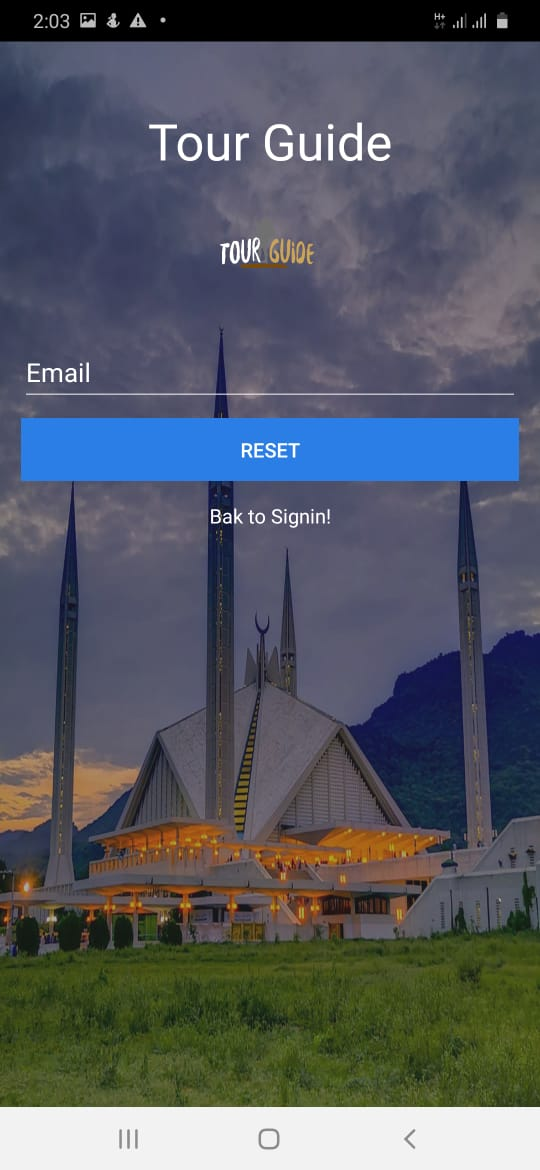 2:03
H+
Tour Guide
TOUR GUiDE
Email
RESET
Bak to Signin!